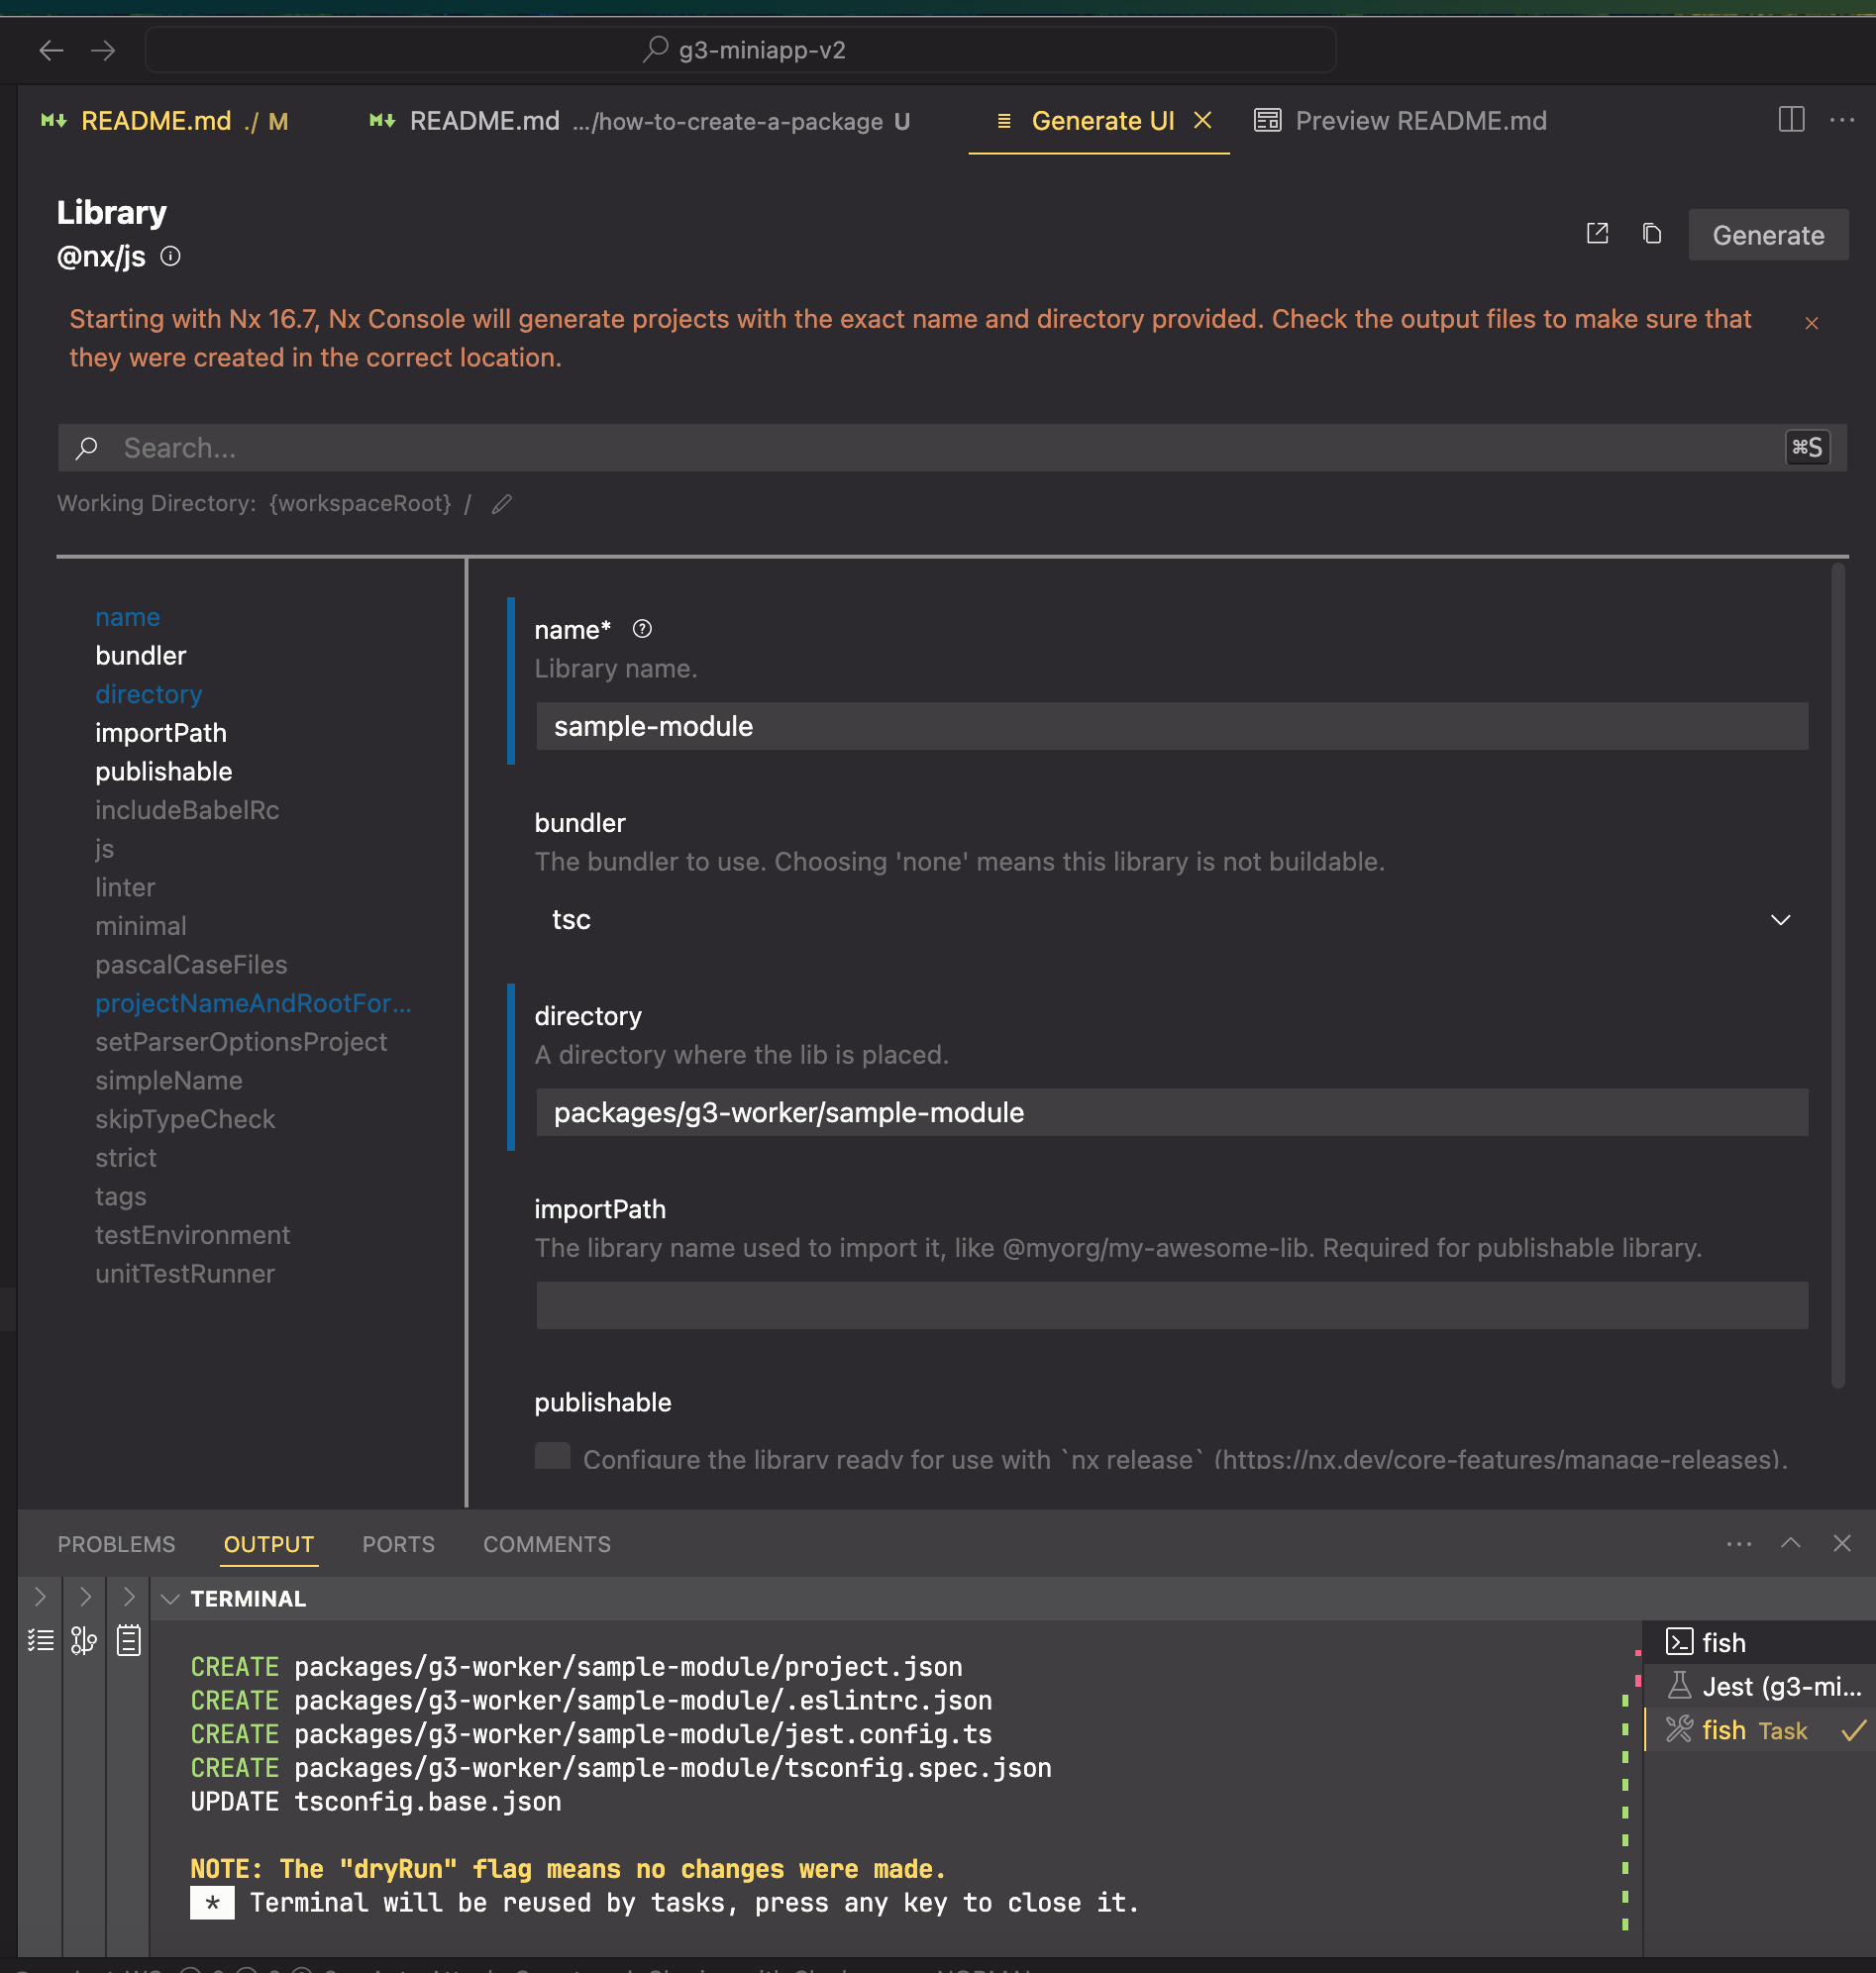 g3-miniapp-v2
README.md ./ M
README.md .../how-to-create-a-package U
Generate UI
Preview README.md
Library
@nx/js
Generate
Starting with Nx 16.7, Nx Console will generate projects with the exact name and directory provided. Check the output files to make sure that
they were created in the correct location.
Search...
⌘S
Working Directory: {workspaceRoot} /
name
bundler
directory
importPath
publishable
includeBabelRc
js
linter
minimal
pascalCaseFiles
projectNameAndRootFor...
setParserOptionsProject
simpleName
skipTypeCheck
strict
tags
testEnvironment
unitTestRunner
name*
Library name.
sample-module
bundler
The bundler to use. Choosing 'none' means this library is not buildable.
tsc
directory
A directory where the lib is placed.
packages/g3-worker/sample-module
importPath
The library name used to import it, like @myorg/my-awesome-lib. Required for publishable library.
publishable
Configure the library ready for use with `nx release` (https://nx.dev/core-features/manage-releases).
PROBLEMS
OUTPUT
PORTS
COMMENTS
TERMINAL
CREATE packages/g3-worker/sample-module/project.json
CREATE packages/g3-worker/sample-module/.eslintrc.json
CREATE packages/g3-worker/sample-module/jest.config.ts
CREATE packages/g3-worker/sample-module/tsconfig.spec.json
UPDATE tsconfig.base.json
NOTE: The "dryRun" flag means no changes were made.
* Terminal will be reused by tasks, press any key to close it.
fish
Jest (g3-mi...
fish Task